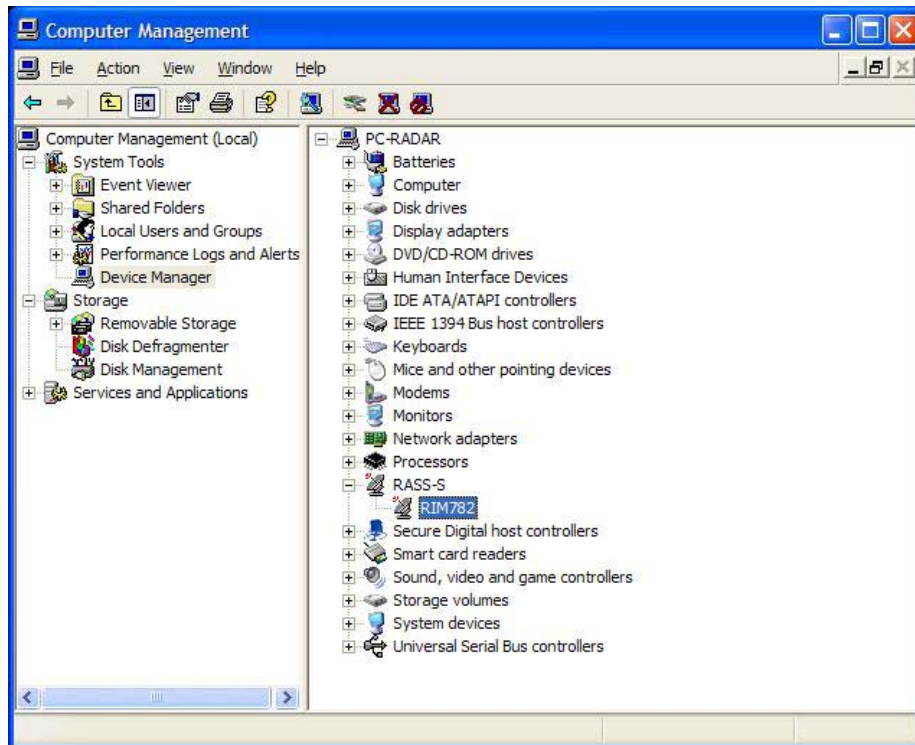 Computer Management
File Action View Window Help
Computer Management (Local)
System Tools
Event Viewer
Shared Folders
Local Users and Groups
Performance Logs and Alerts
Device Manager
Storage
Removable Storage
Disk Defragmenter
Disk Management
Services and Applications
PC-RADAR
Batteries
Computer
Disk drives
Display adapters
DVD/CD-ROM drives
Human Interface Devices
IDE ATA/ATAPI controllers
IEEE 1394 Bus host controllers
Keyboards
Mice and other pointing devices
Modems
Monitors
Network adapters
Processors
RASS-S
RIM782
Secure Digital host controllers
Smart card readers
Sound, video and game controllers
Storage volumes
System devices
Universal Serial Bus controllers